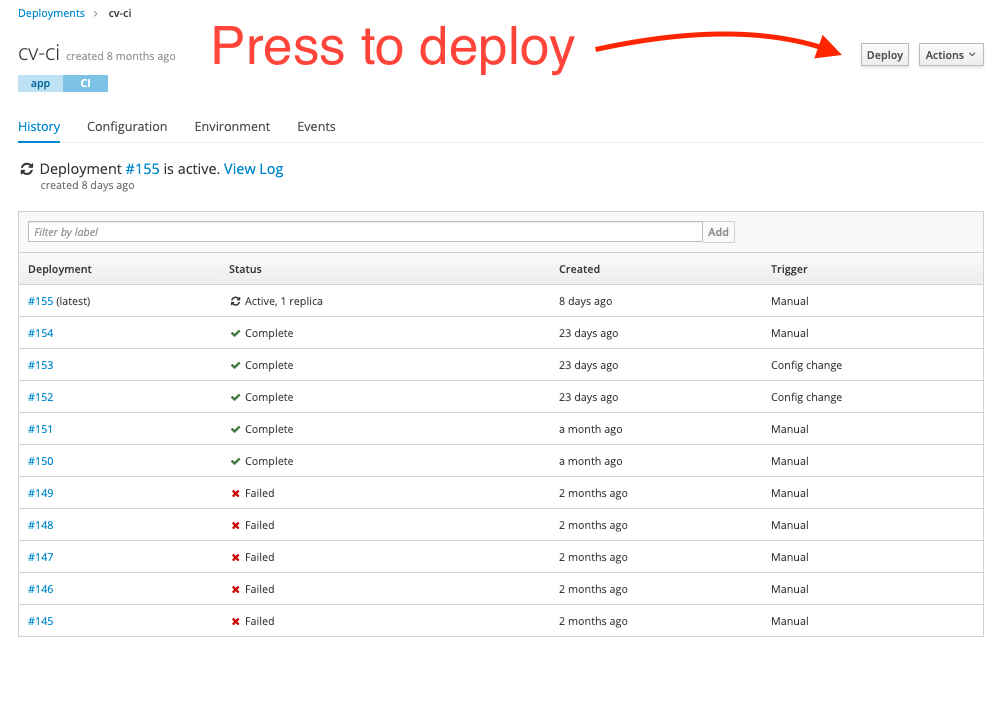 Deployments › cv-ci
cv-ci created 8 months ago
Press to deploy
Deploy Actions
app CI
History Configuration Environment Events
Deployment #155 is active. View Log
created 8 days ago
Filter by label Add
Deployment Status Created Trigger
#155 (latest) Active, 1 replica 8 days ago Manual
#154 Complete 23 days ago Manual
#153 Complete 23 days ago Config change
#152 Complete 23 days ago Config change
#151 Complete a month ago Manual
#150 Complete a month ago Manual
#149 Failed 2 months ago Manual
#148 Failed 2 months ago Manual
#147 Failed 2 months ago Manual
#146 Failed 2 months ago Manual
#145 Failed 2 months ago Manual